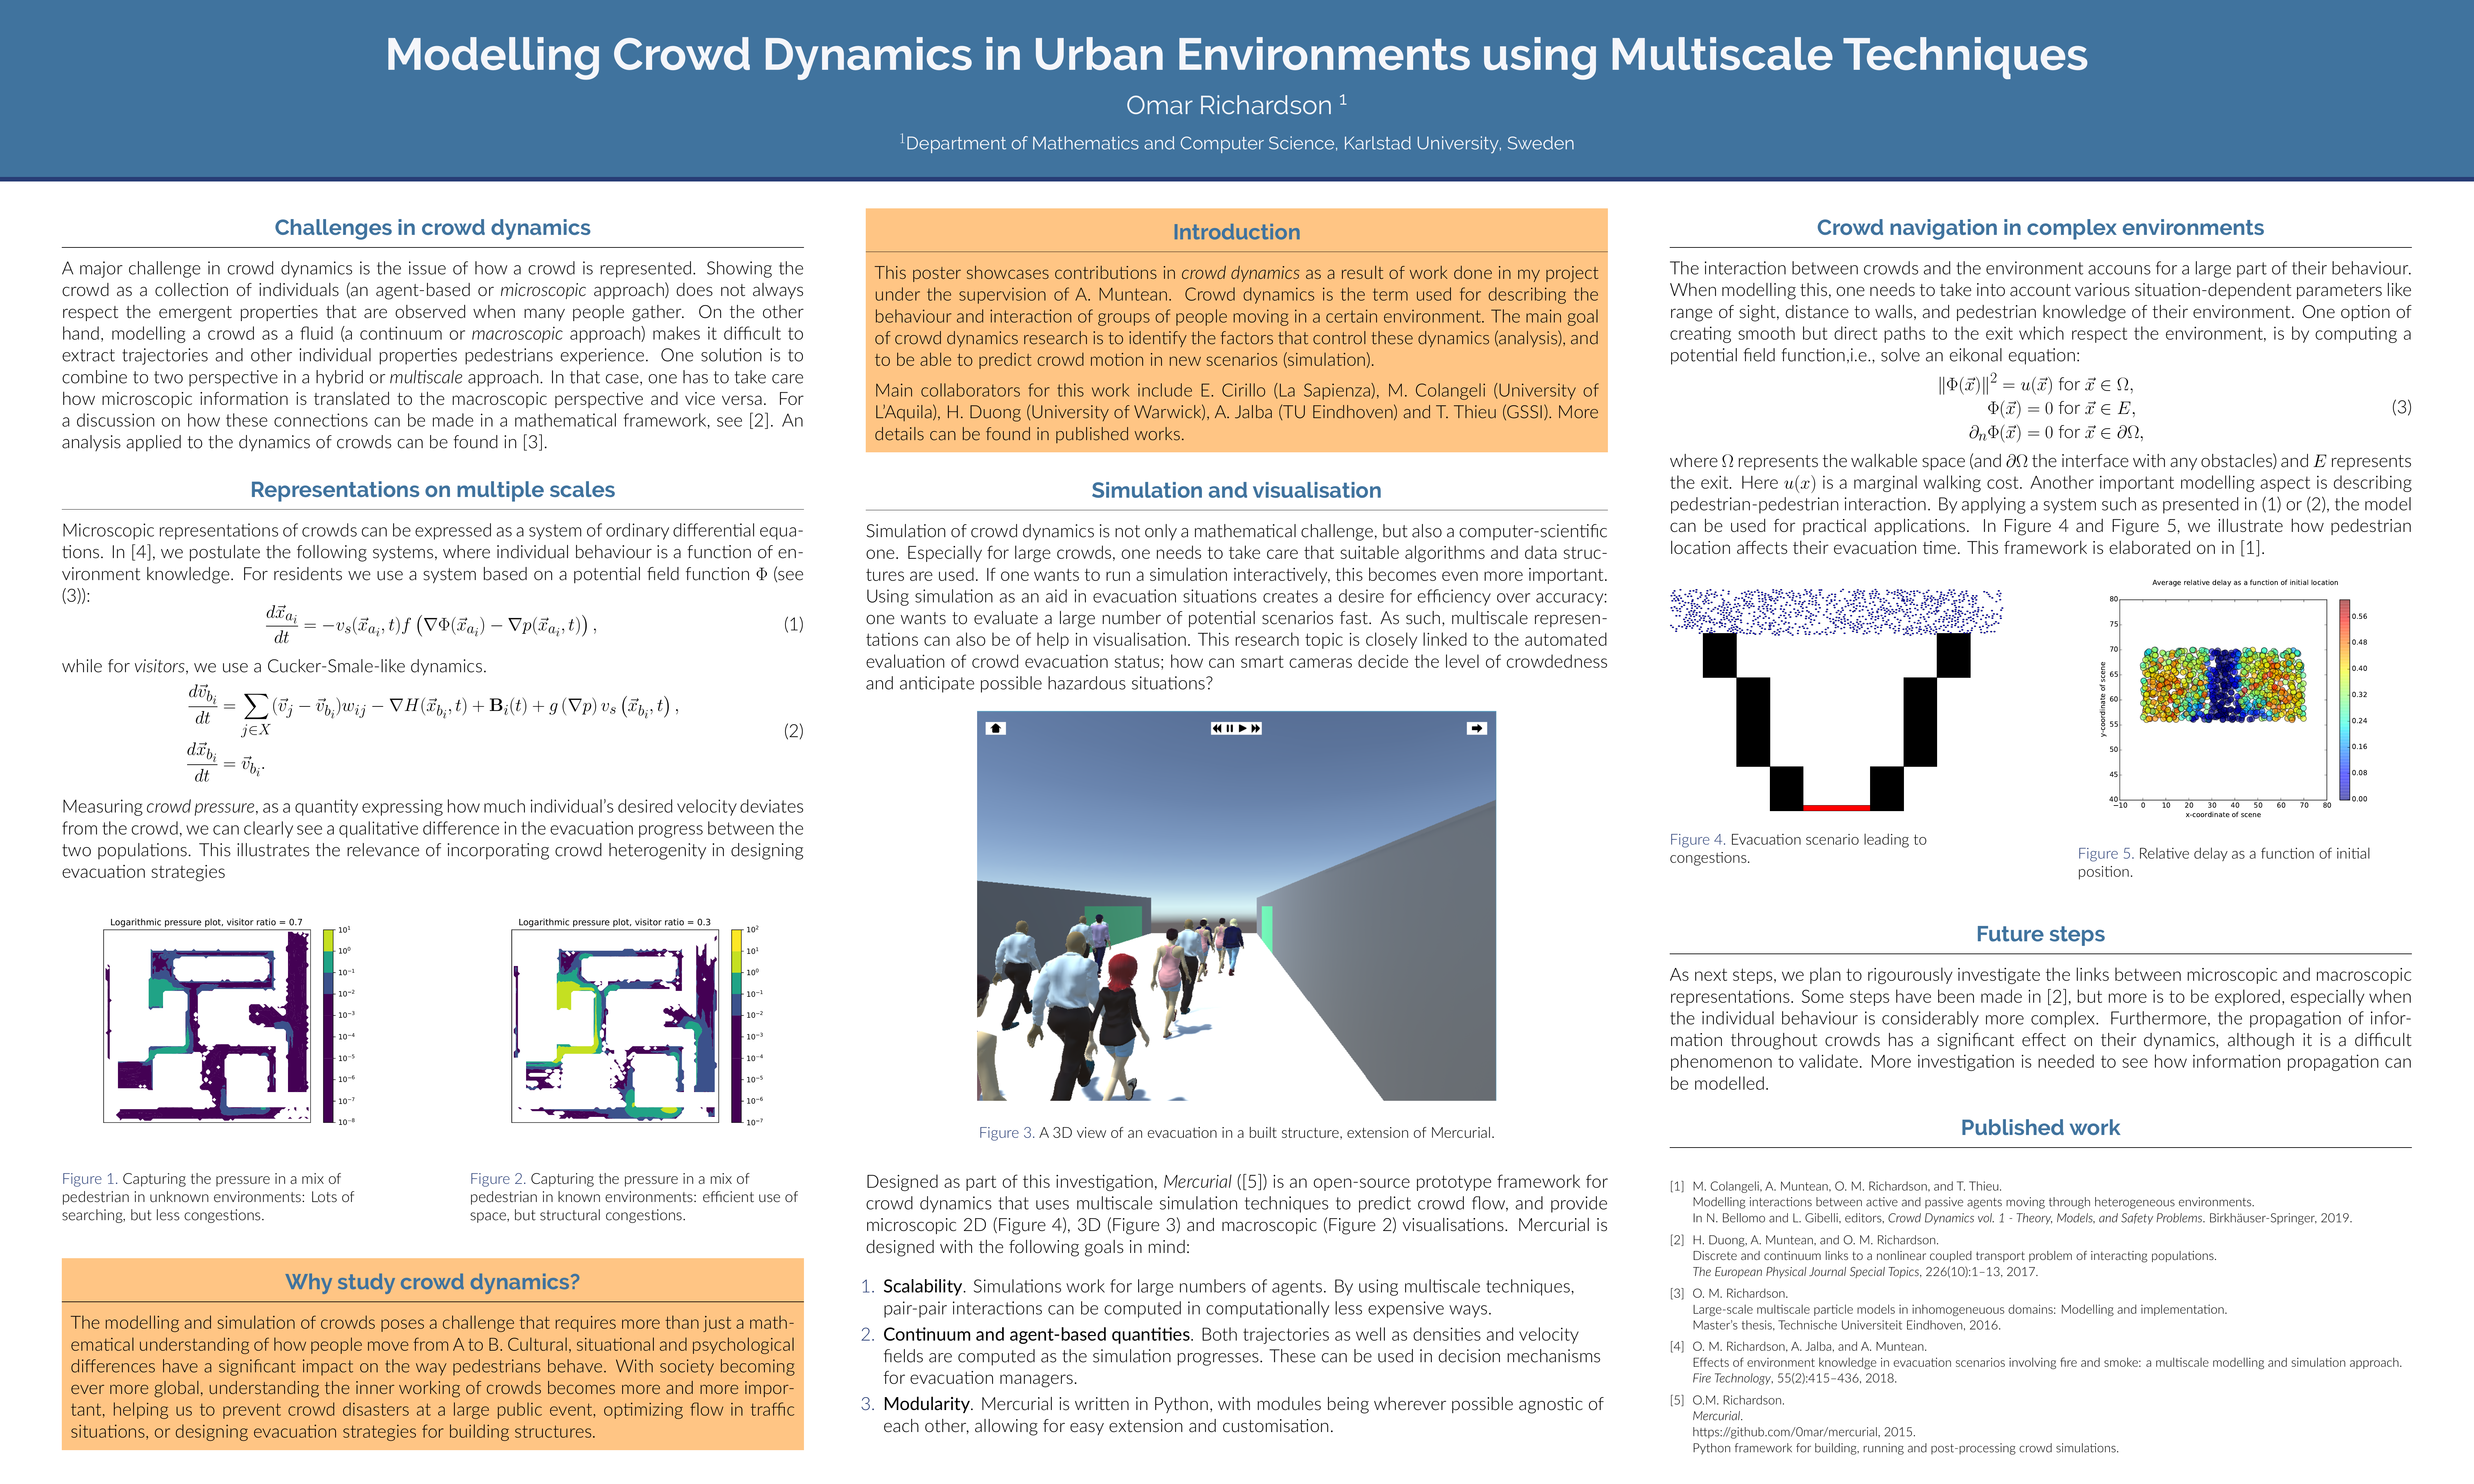 Modelling Crowd Dynamics in Urban Environments using Multiscale Techniques
Omar Richardson ¹
¹Department of Mathematics and Computer Science, Karlstad University, Sweden
Challenges in crowd dynamics
A major challenge in crowd dynamics is the issue of how a crowd is represented. Showing the
crowd as a collection of individuals (an agent-based or microscopic approach) does not always
respect the emergent properties that are observed when many people gather. On the other
hand, modelling a crowd as a fluid (a continuum or macroscopic approach) makes it difficult to
extract trajectories and other individual properties pedestrians experience. One solution is to
combine to two perspective in a hybrid or multiscale approach. In that case, one has to take care
how microscopic information is translated to the macroscopic perspective and vice versa. For
a discussion on how these connections can be made in a mathematical framework, see [2]. An
analysis applied to the dynamics of crowds can be found in [3].
Representations on multiple scales
Microscopic representations of crowds can be expressed as a system of ordinary differential equa-
tions. In [4], we postulate the following systems, where individual behaviour is a function of en-
vironment knowledge. For residents we use a system based on a potential field function Φ (see
(3)):
d\vec{x}_{a_i}/dt = −v_s(\vec{x}_{a_i}, t) f (∇Φ(\vec{x}_{a_i}) − ∇p(\vec{x}_{a_i}, t)) , (1)
while for visitors, we use a Cucker-Smale-like dynamics.
d\vec{v}_{b_i}/dt = ∑_{j∈X} (\vec{v}_j − \vec{v}_{b_i}) w_{ij} − ∇H(\vec{x}_{b_i}, t) + B_i(t) + g (∇p) v_s (\vec{x}_{b_i}, t) ,
(2)
d\vec{x}_{b_i}/dt = \vec{v}_{b_i}.
Measuring crowd pressure, as a quantity expressing how much individual's desired velocity deviates
from the crowd, we can clearly see a qualitative difference in the evacuation progress between the
two populations. This illustrates the relevance of incorporating crowd heterogenity in designing
evacuation strategies
Logarithmic pressure plot, visitor ratio = 0.7
10¹
10⁰
10⁻¹
10⁻²
10⁻³
10⁻⁴
10⁻⁵
10⁻⁶
10⁻⁷
10⁻⁸
Logarithmic pressure plot, visitor ratio = 0.3
10²
10¹
10⁰
10⁻¹
10⁻²
10⁻³
10⁻⁴
10⁻⁵
10⁻⁶
10⁻⁷
Figure 1. Capturing the pressure in a mix of
pedestrian in unknown environments: Lots of
searching, but less congestions.
Figure 2. Capturing the pressure in a mix of
pedestrian in known environments: efficient use of
space, but structural congestions.
Why study crowd dynamics?
The modelling and simulation of crowds poses a challenge that requires more than just a math-
ematical understanding of how people move from A to B. Cultural, situational and psychological
differences have a significant impact on the way pedestrians behave. With society becoming
ever more global, understanding the inner working of crowds becomes more and more impor-
tant, helping us to prevent crowd disasters at a large public event, optimizing flow in traffic
situations, or designing evacuation strategies for building structures.
Introduction
This poster showcases contributions in crowd dynamics as a result of work done in my project
under the supervision of A. Muntean. Crowd dynamics is the term used for describing the
behaviour and interaction of groups of people moving in a certain environment. The main goal
of crowd dynamics research is to identify the factors that control these dynamics (analysis), and
to be able to predict crowd motion in new scenarios (simulation).
Main collaborators for this work include E. Cirillo (La Sapienza), M. Colangeli (University of
L'Aquila), H. Duong (University of Warwick), A. Jalba (TU Eindhoven) and T. Thieu (GSSI). More
details can be found in published works.
Simulation and visualisation
Simulation of crowd dynamics is not only a mathematical challenge, but also a computer-scientific
one. Especially for large crowds, one needs to take care that suitable algorithms and data struc-
tures are used. If one wants to run a simulation interactively, this becomes even more important.
Using simulation as an aid in evacuation situations creates a desire for efficiency over accuracy:
one wants to evaluate a large number of potential scenarios fast. As such, multiscale represen-
tations can also be of help in visualisation. This research topic is closely linked to the automated
evaluation of crowd evacuation status; how can smart cameras decide the level of crowdedness
and anticipate possible hazardous situations?
Figure 3. A 3D view of an evacuation in a built structure, extension of Mercurial.
Designed as part of this investigation, Mercurial ([5]) is an open-source prototype framework for
crowd dynamics that uses multiscale simulation techniques to predict crowd flow, and provide
microscopic 2D (Figure 4), 3D (Figure 3) and macroscopic (Figure 2) visualisations. Mercurial is
designed with the following goals in mind:
1. Scalability. Simulations work for large numbers of agents. By using multiscale techniques,
pair-pair interactions can be computed in computationally less expensive ways.
2. Continuum and agent-based quantities. Both trajectories as well as densities and velocity
fields are computed as the simulation progresses. These can be used in decision mechanisms
for evacuation managers.
3. Modularity. Mercurial is written in Python, with modules being wherever possible agnostic of
each other, allowing for easy extension and customisation.
Crowd navigation in complex environments
The interaction between crowds and the environment accouns for a large part of their behaviour.
When modelling this, one needs to take into account various situation-dependent parameters like
range of sight, distance to walls, and pedestrian knowledge of their environment. One option of
creating smooth but direct paths to the exit which respect the environment, is by computing a
potential field function,i.e., solve an eikonal equation:
‖Φ(\vec{x})‖² = u(\vec{x}) for \vec{x} ∈ Ω,
Φ(\vec{x}) = 0 for \vec{x} ∈ E, (3)
∂_nΦ(\vec{x}) = 0 for \vec{x} ∈ ∂Ω,
where Ω represents the walkable space (and ∂Ω the interface with any obstacles) and E represents
the exit. Here u(x) is a marginal walking cost. Another important modelling aspect is describing
pedestrian-pedestrian interaction. By applying a system such as presented in (1) or (2), the model
can be used for practical applications. In Figure 4 and Figure 5, we illustrate how pedestrian
location affects their evacuation time. This framework is elaborated on in [1].
Figure 4. Evacuation scenario leading to
congestions.
Average relative delay as a function of initial location
y-coordinate of scene
80
75
70
65
60
55
50
45
40
−10 0 10 20 30 40 50 60 70 80
x-coordinate of scene
0.56
0.48
0.40
0.32
0.24
0.16
0.08
0.00
Figure 5. Relative delay as a function of initial
position.
Future steps
As next steps, we plan to rigourously investigate the links between microscopic and macroscopic
representations. Some steps have been made in [2], but more is to be explored, especially when
the individual behaviour is considerably more complex. Furthermore, the propagation of infor-
mation throughout crowds has a significant effect on their dynamics, although it is a difficult
phenomenon to validate. More investigation is needed to see how information propagation can
be modelled.
Published work
[1] M. Colangeli, A. Muntean, O. M. Richardson, and T. Thieu.
Modelling interactions between active and passive agents moving through heterogeneous environments.
In N. Bellomo and L. Gibelli, editors, Crowd Dynamics vol. 1 - Theory, Models, and Safety Problems. Birkhäuser-Springer, 2019.
[2] H. Duong, A. Muntean, and O. M. Richardson.
Discrete and continuum links to a nonlinear coupled transport problem of interacting populations.
The European Physical Journal Special Topics, 226(10):1–13, 2017.
[3] O. M. Richardson.
Large-scale multiscale particle models in inhomogeneuous domains: Modelling and implementation.
Master's thesis, Technische Universiteit Eindhoven, 2016.
[4] O. M. Richardson, A. Jalba, and A. Muntean.
Effects of environment knowledge in evacuation scenarios involving fire and smoke: a multiscale modelling and simulation approach.
Fire Technology, 55(2):415–436, 2018.
[5] O.M. Richardson.
Mercurial.
https://github.com/0mar/mercurial, 2015.
Python framework for building, running and post-processing crowd simulations.